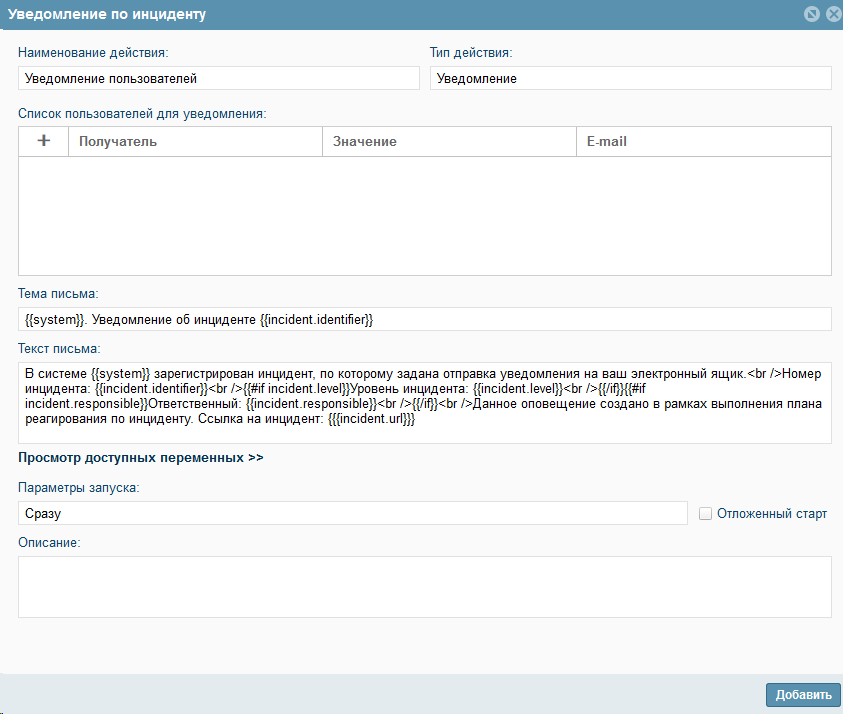 Уведомление по инциденту
Наименование действия: Тип действия:
Уведомление пользователей Уведомление
Список пользователей для уведомления:
+ Получатель Значение E-mail
Тема письма:
{{system}}. Уведомление об инциденте {{incident.identifier}}
Текст письма:
В системе {{system}} зарегистрирован инцидент, по которому задана отправка уведомления на ваш электронный ящик.<br />Номер
инцидента: {{incident.identifier}}<br />{{#if incident.level}}Уровень инцидента: {{incident.level}}<br />{{/if}}{{#if
incident.responsible}}Ответственный: {{incident.responsible}}<br />{{/if}}<br />Данное оповещение создано в рамках выполнения плана
реагирования по инциденту. Ссылка на инцидент: {{{incident.url}}}
Просмотр доступных переменных >>
Параметры запуска:
Сразу Отложенный старт
Описание:
Добавить